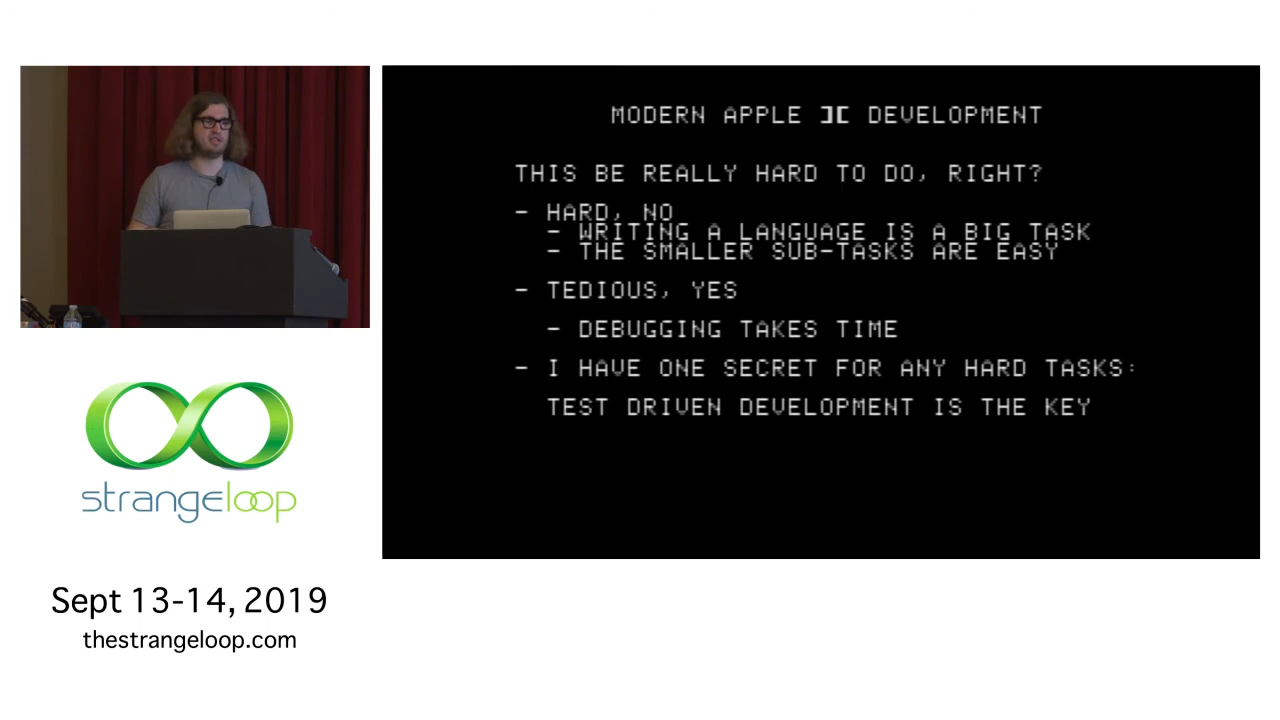 MODERN APPLE ][ DEVELOPMENT
THIS BE REALLY HARD TO DO, RIGHT?
- HARD, NO
- WRITING A LANGUAGE IS A BIG TASK
- THE SMALLER SUB-TASKS ARE EASY
- TEDIOUS, YES
- DEBUGGING TAKES TIME
- I HAVE ONE SECRET FOR ANY HARD TASKS:
TEST DRIVEN DEVELOPMENT IS THE KEY
strangeloop
Sept 13-14, 2019
thestrangeloop.com